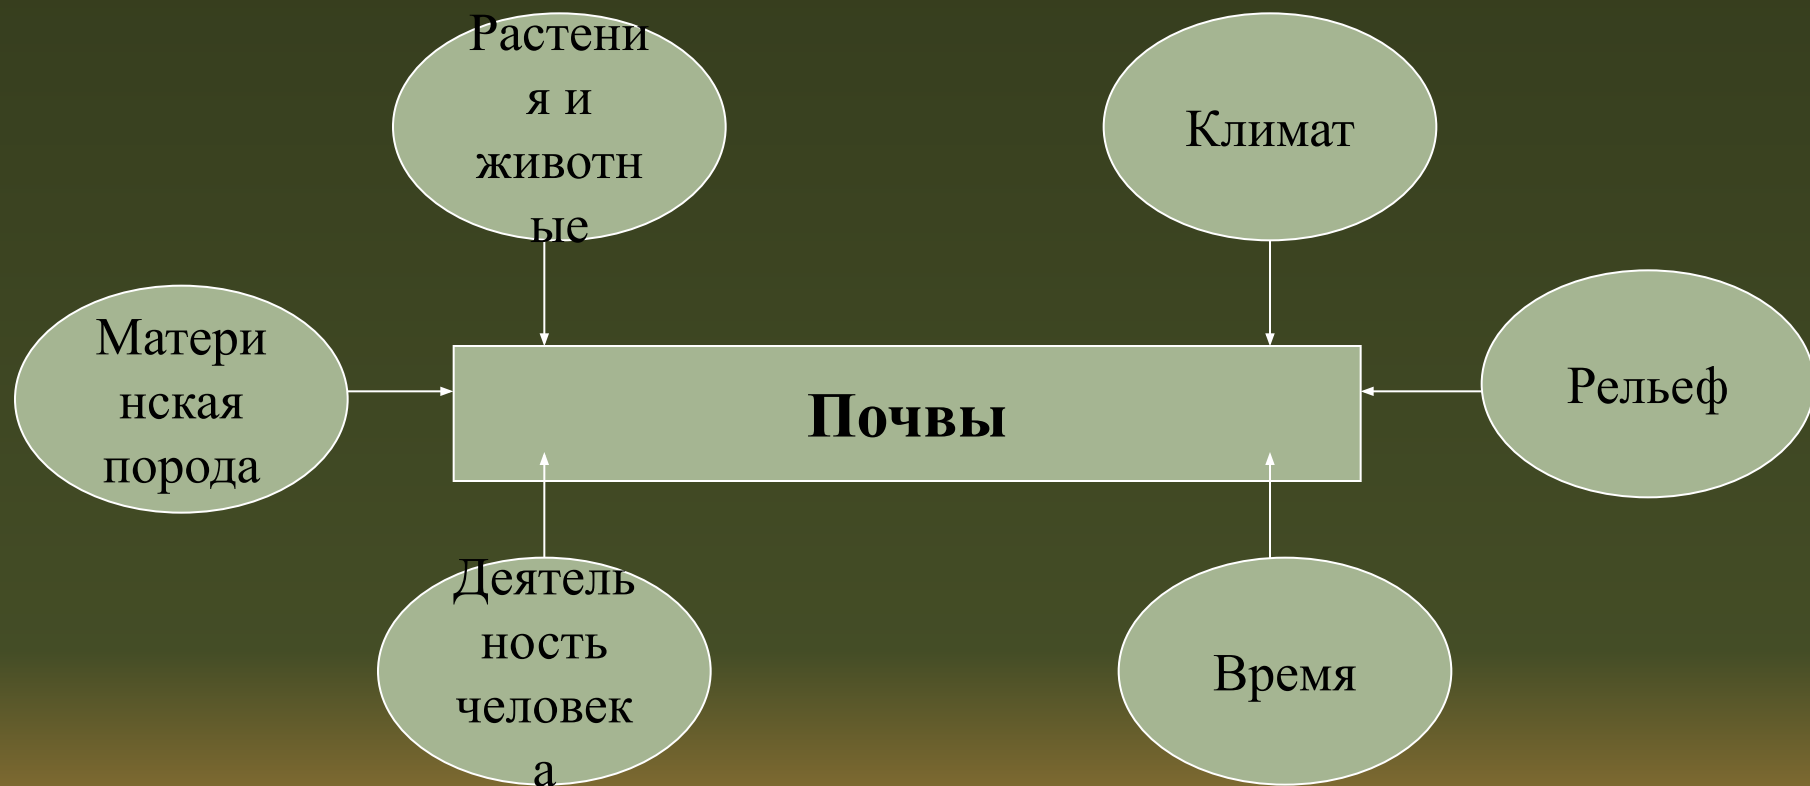 Растени
я и
животн
ые
Климат
Матери
нская
порода
Почвы
Рельеф
Деятель
ность
человек
а
Время